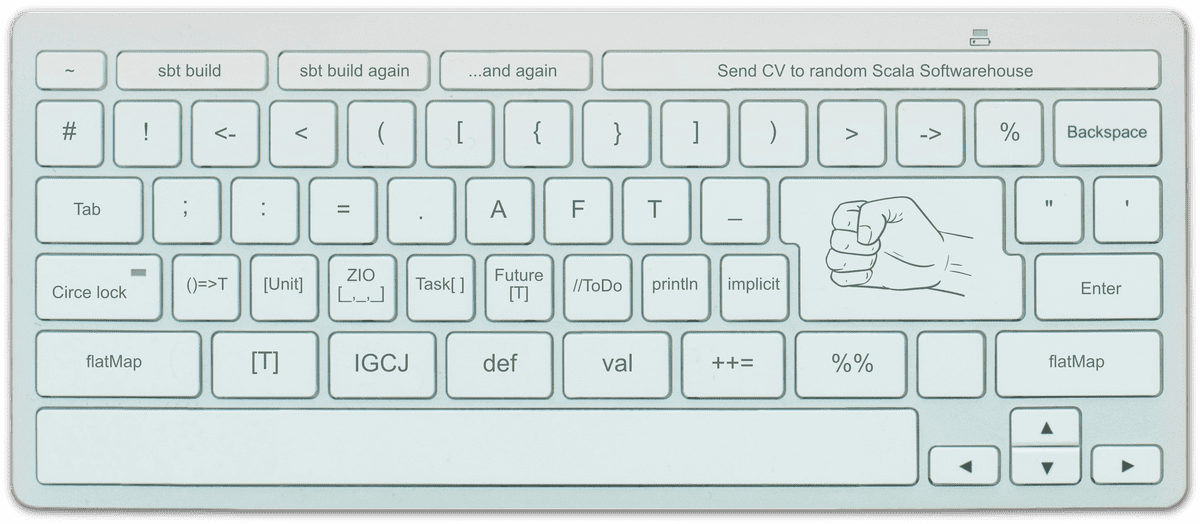 ~ sbt build sbt build again ...and again Send CV to random Scala Softwarehouse
# ! <- < ( [ { } ] ) > -> % Backspace
Tab ; : = . A F T _ " '
Circe lock ()=>T [Unit] ZIO [_,_,_] Task[ ] Future [T] //ToDo println implicit Enter
flatMap [T] IGCJ def val ++= %% flatMap
▲
◀ ▼ ▶